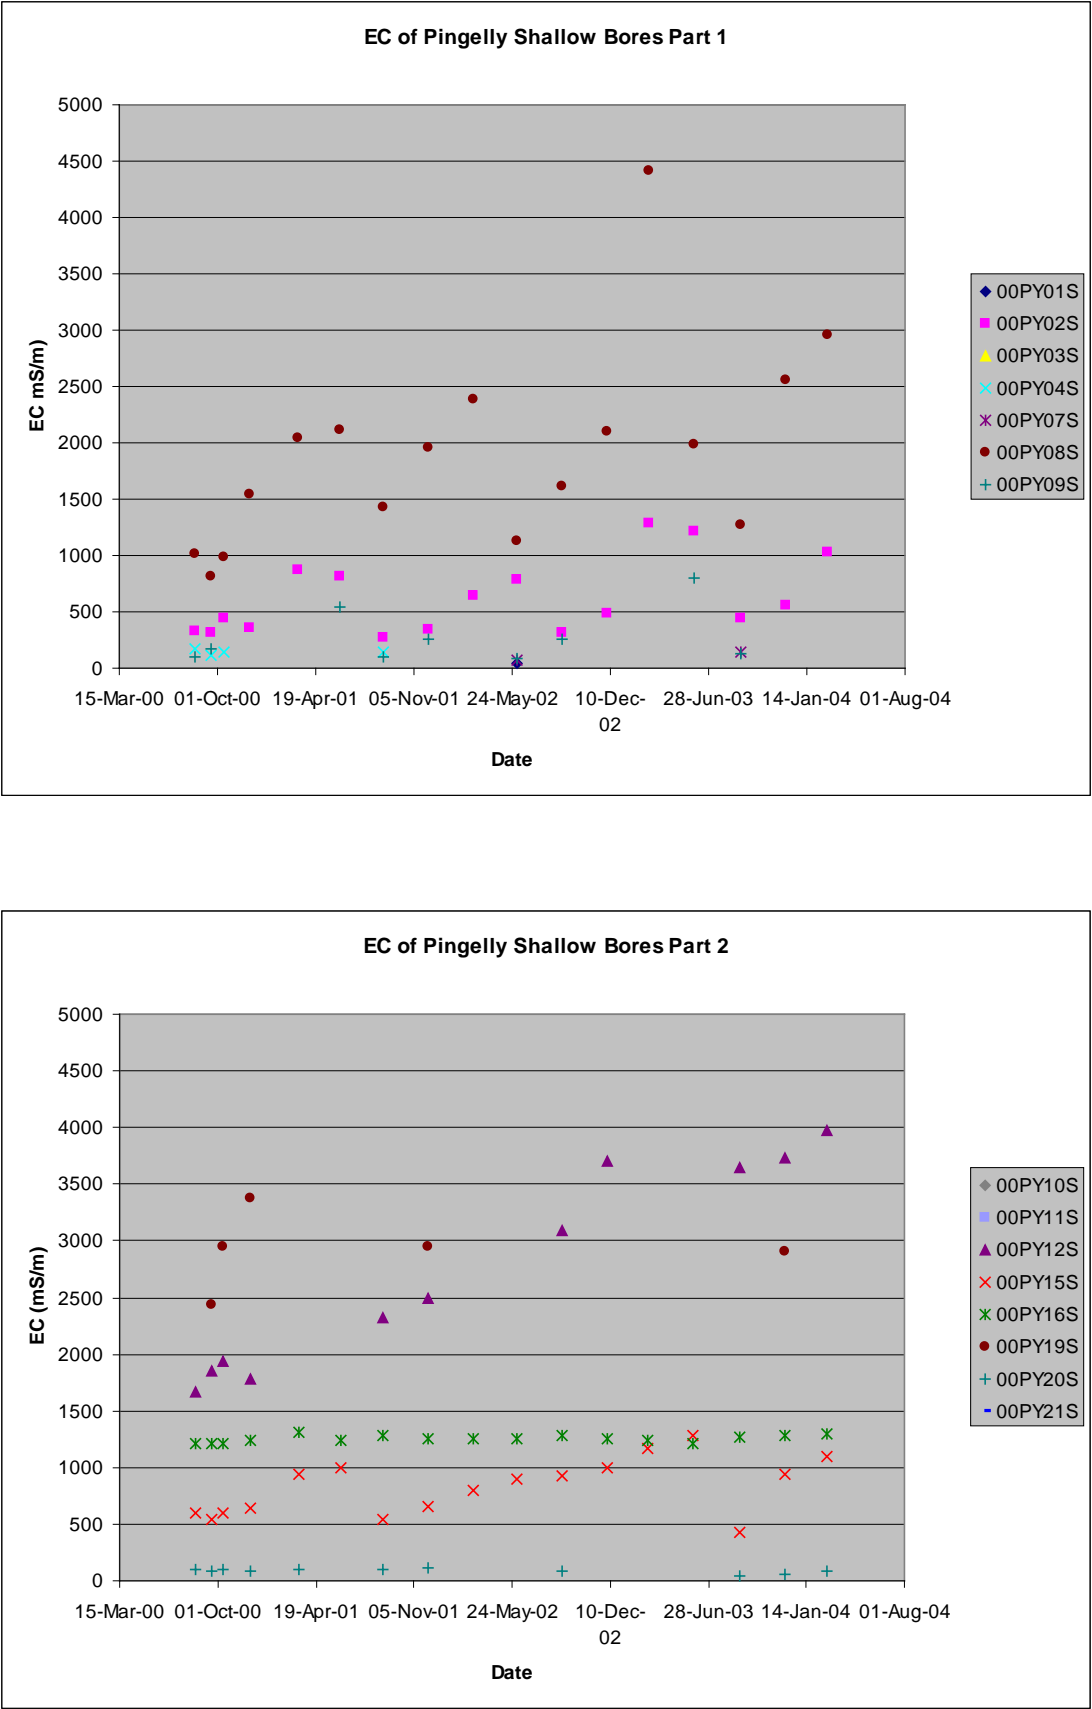 EC of Pingelly Shallow Bores Part 1
5000
4500
4000
3500
3000
2500
2000
1500
1000
500
0
EC mS/m
15-Mar-00 01-Oct-00 19-Apr-01 05-Nov-01 24-May-02 10-Dec- 28-Jun-03 14-Jan-04 01-Aug-04
02
Date
00PY01S
00PY02S
00PY03S
00PY04S
00PY07S
00PY08S
00PY09S
EC of Pingelly Shallow Bores Part 2
5000
4500
4000
3500
3000
2500
2000
1500
1000
500
0
EC (mS/m)
15-Mar-00 01-Oct-00 19-Apr-01 05-Nov-01 24-May-02 10-Dec- 28-Jun-03 14-Jan-04 01-Aug-04
02
Date
00PY10S
00PY11S
00PY12S
00PY15S
00PY16S
00PY19S
00PY20S
00PY21S